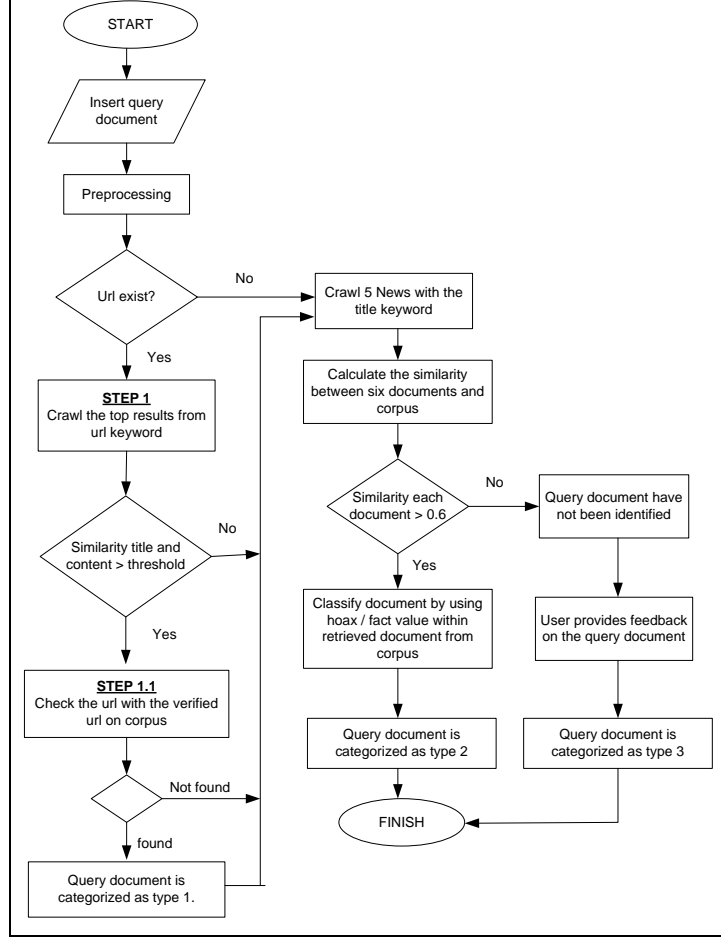 START
Insert query
document
Preprocessing
Url exist?
No
Yes
STEP 1
Crawl the top results from
url keyword
Similarity title and
content > threshold
No
Yes
STEP 1.1
Check the url with the verified
url on corpus
Not found
found
Query document is
categorized as type 1.
Crawl 5 News with the
title keyword
Calculate the similarity
between six documents and
corpus
Similarity each
document > 0.6
No
Yes
Classify document by using
hoax / fact value within
retrieved document from
corpus
Query document is
categorized as type 2
Query document have
not been identified
User provides feedback
on the query document
Query document is
categorized as type 3
FINISH